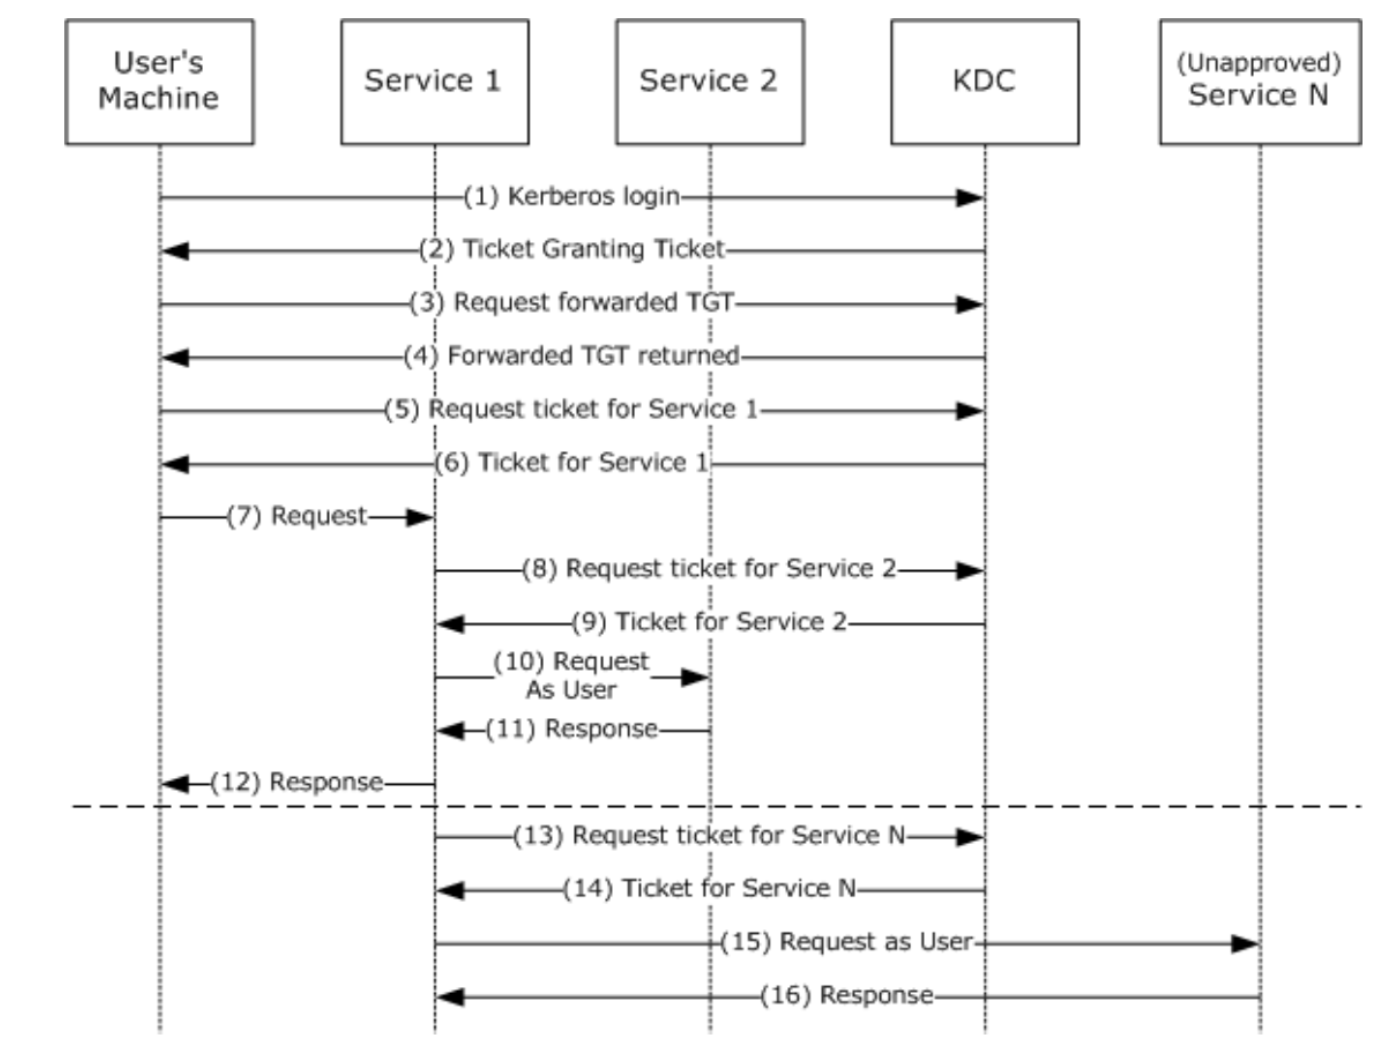 User's
Machine
Service 1
Service 2
KDC
(Unapproved)
Service N
(1) Kerberos login
(2) Ticket Granting Ticket
(3) Request forwarded TGT
(4) Forwarded TGT returned
(5) Request ticket for Service 1
(6) Ticket for Service 1
(7) Request
(8) Request ticket for Service 2
(9) Ticket for Service 2
(10) Request
As User
(11) Response
(12) Response
(13) Request ticket for Service N
(14) Ticket for Service N
(15) Request as User
(16) Response